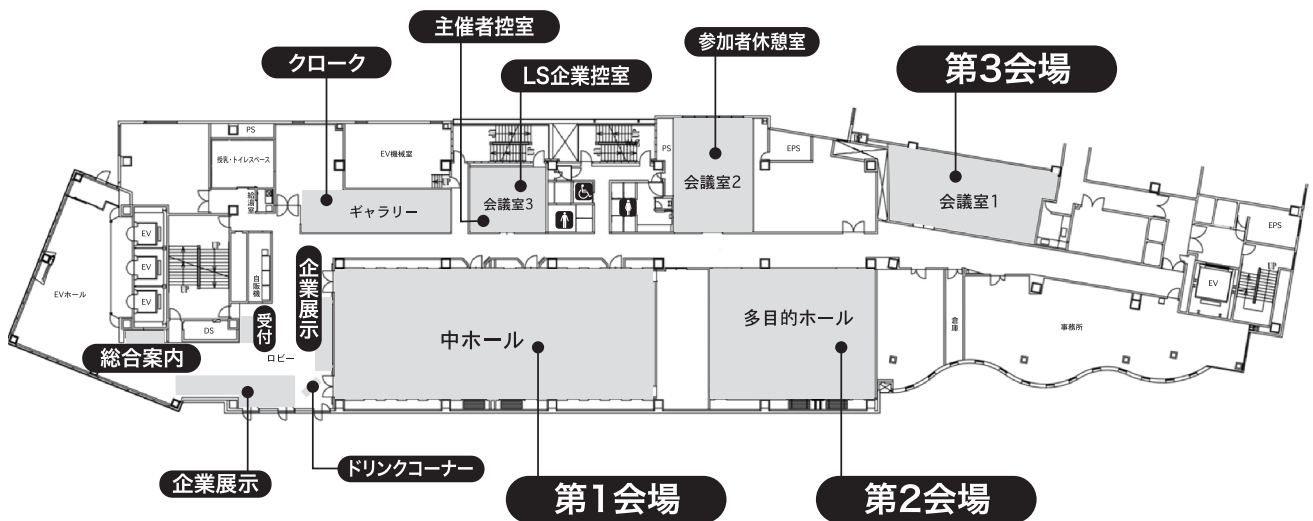 主催者控室
参加者休憩室
クローク
LS企業控室
第3会場
PS
授乳・トイレスペース
EV機械室
UP
UP
UP
PS
EPS
給湯室
ギャラリー
会議室3
会議室2
会議室1
EPS
EV
EV
EV
UP
自販機
企業展示
EVホール
DS
受付
総合案内
ロビー
中ホール
多目的ホール
倉庫
事務所
EV
UP
企業展示
ドリンクコーナー
第1会場
第2会場